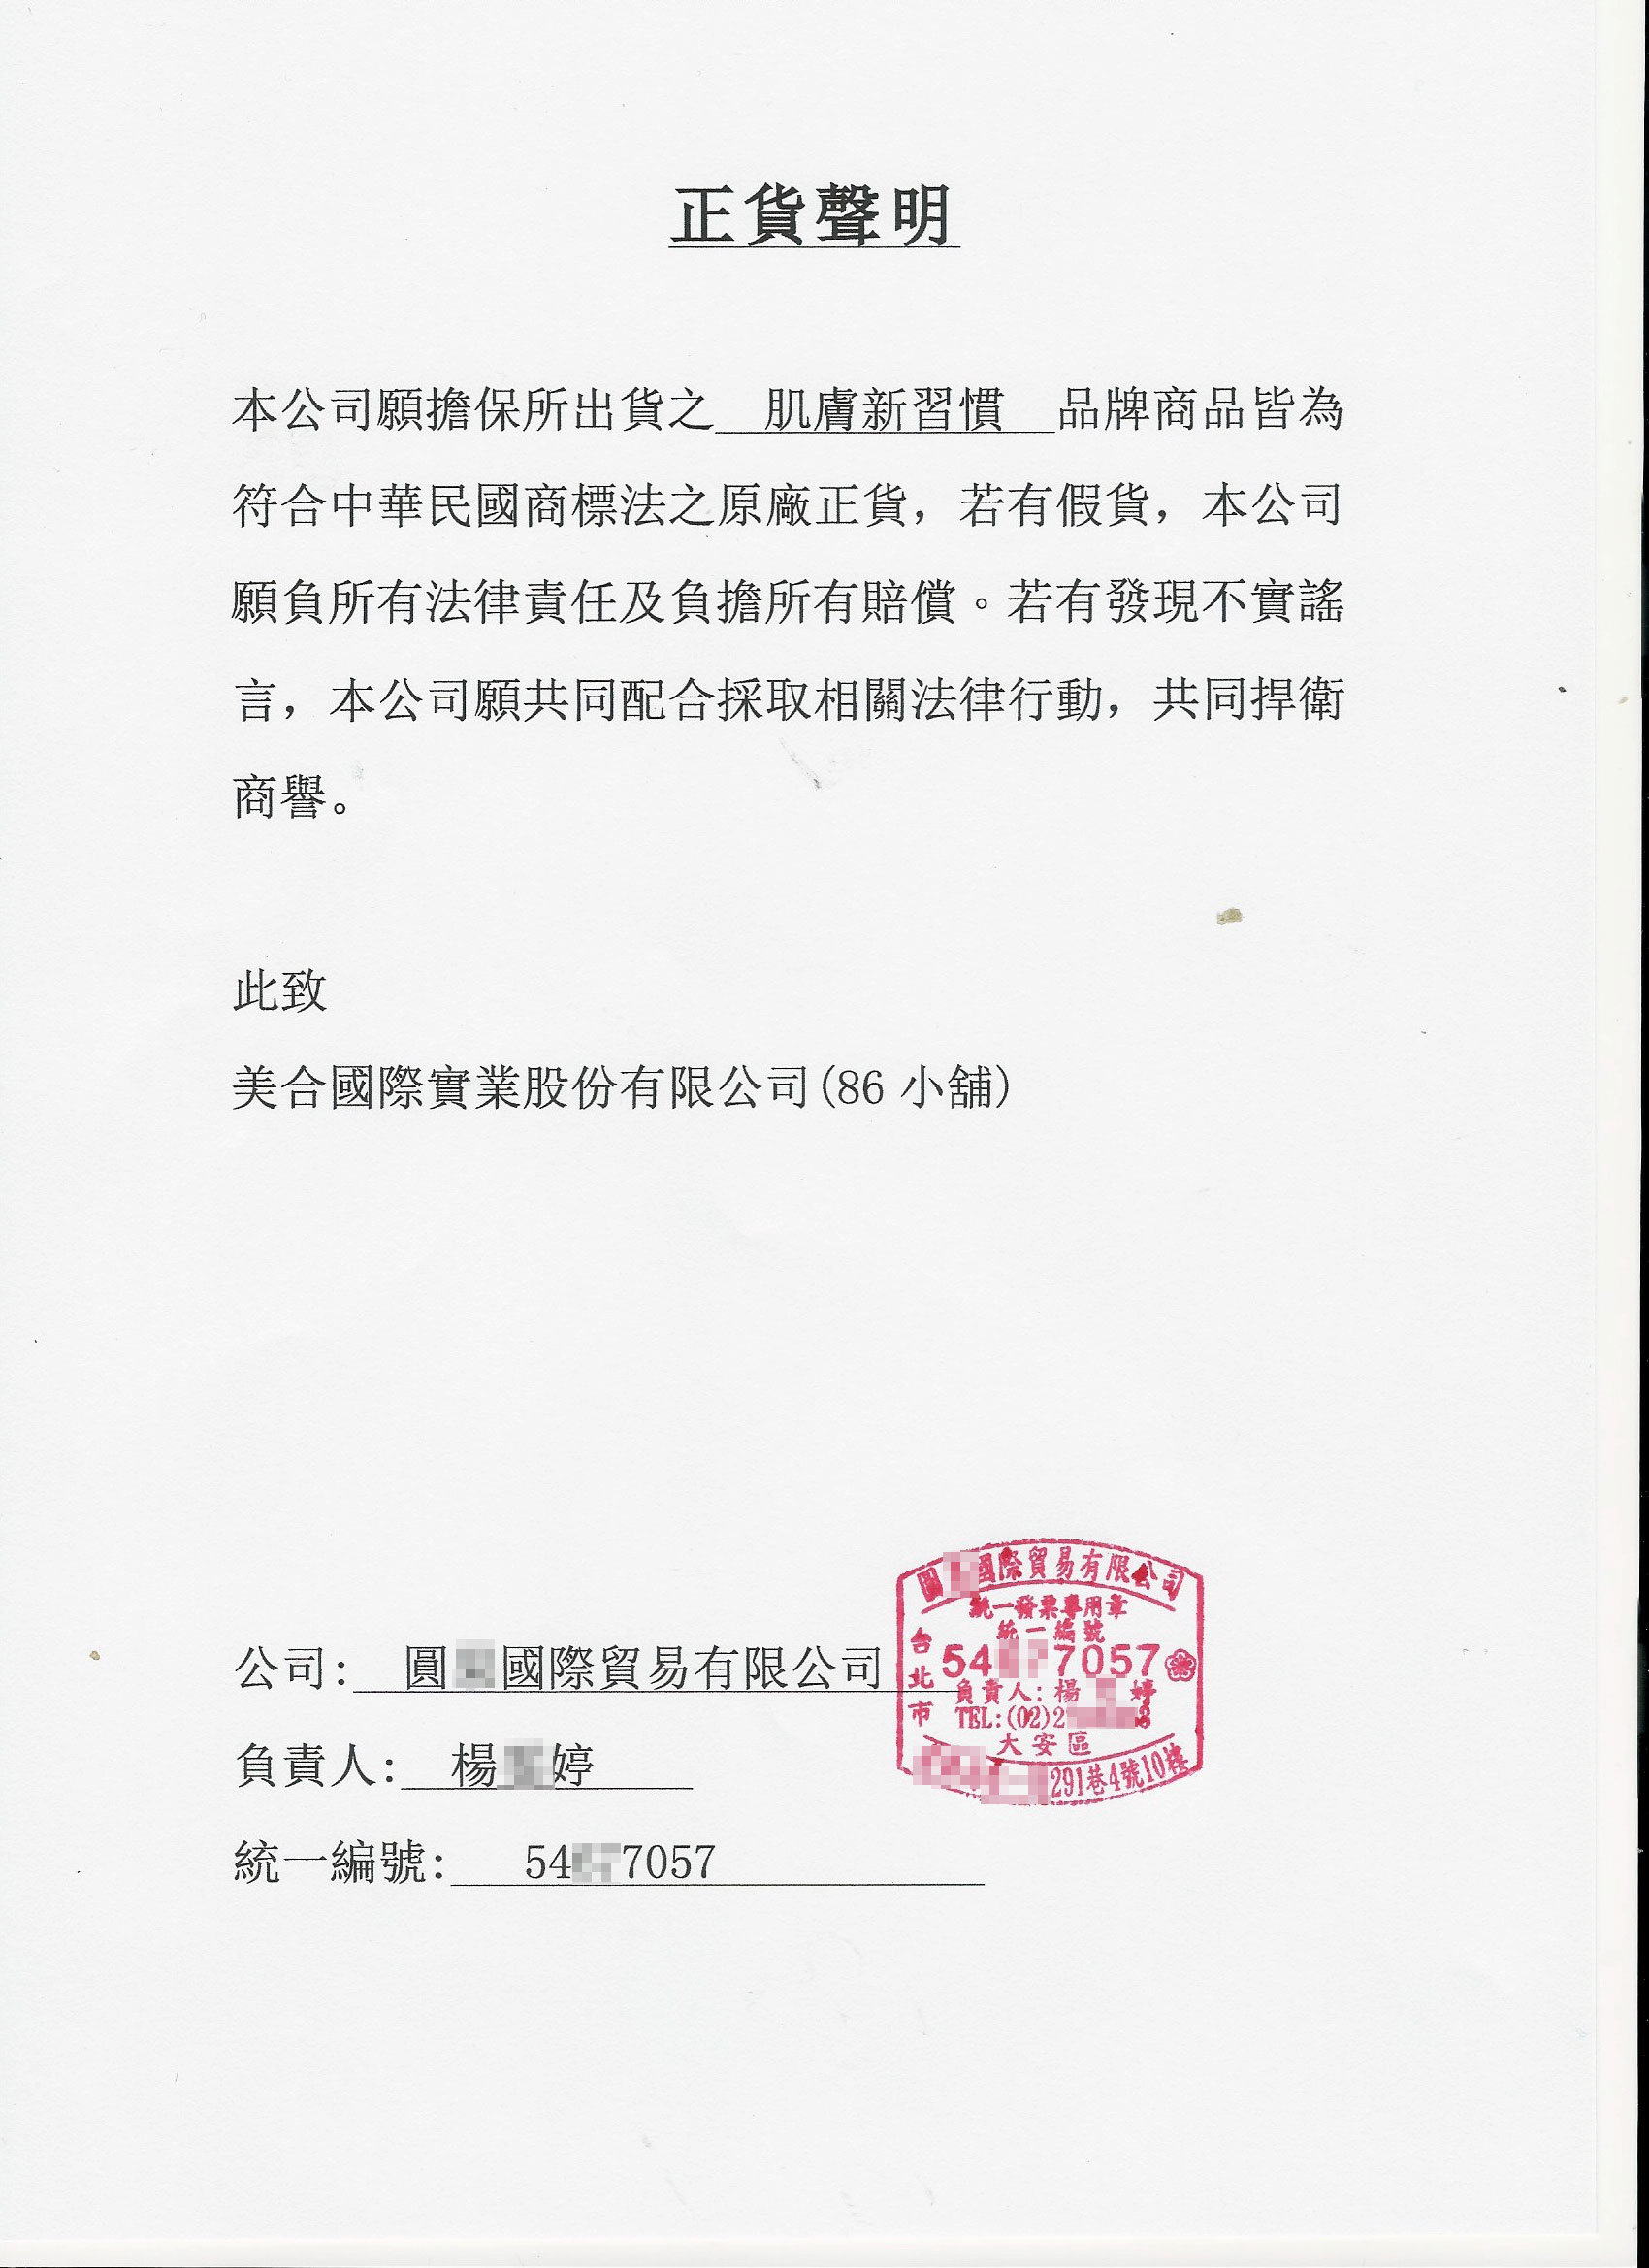 正貨聲明
本公司願擔保所出貨之 肌膚新習慣 品牌商品皆為
符合中華民國商標法之原廠正貨，若有假貨，本公司
願負所有法律責任及負擔所有賠償。若有發現不實謠
言，本公司願共同配合採取相關法律行動，共同捍衛
商譽。
此致
美合國際實業股份有限公司(86 小舖)
公司: 圓 國際貿易有限公司
負責人: 楊 婷
統一編號: 54 7057
圓 國際貿易有限公司
統一發票專用章
統一編號
54 7057
台北市
負責人: 楊 婷
TEL:(02)2 3
大安區
291巷4號10樓